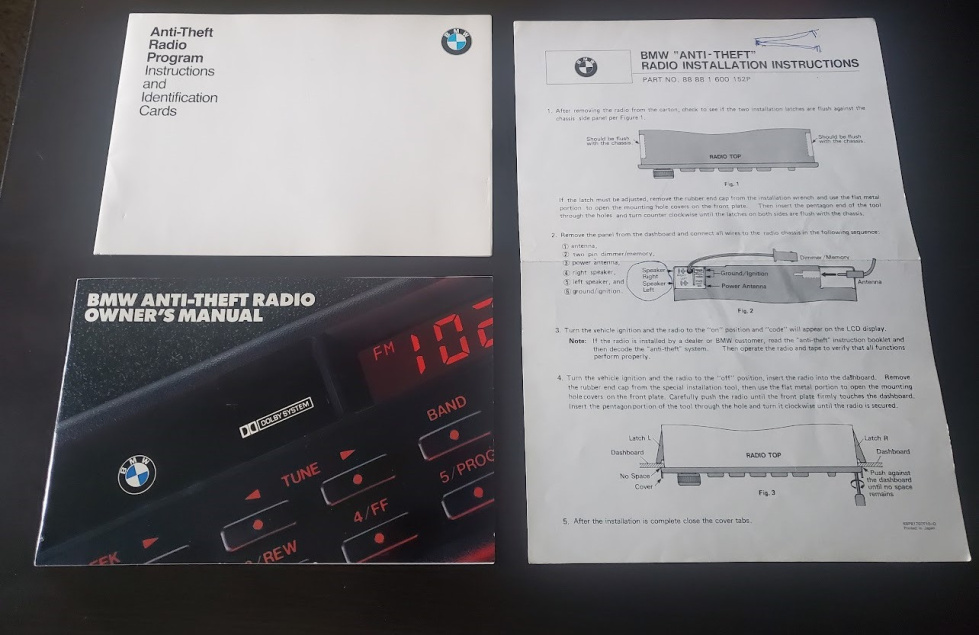 Anti-Theft
Radio
Program
Instructions
and
Identification
Cards
BMW
BMW ANTI-THEFT RADIO
OWNER'S MANUAL
FM 102
DOLBY SYSTEM
BAND
TUNE
5/PROG
4/FF
/REW
EEK
BMW
BMW "ANTI-THEFT"
RADIO INSTALLATION INSTRUCTIONS
PART NO. 88 88 1 600 152P
1. After removing the radio from the carton, check to see if the two installation latches are flush against the
chassis side panel per Figure 1.
Should be flush
with the chassis.
Should be flush
with the chassis.
RADIO TOP
Fig. 1
If the latch must be adjusted, remove the rubber end cap from the installation wrench and use the flat metal
portion to open the mounting hole covers on the front plate. Then insert the pentagon end of the tool
through the holes and turn counter clockwise until the latches on both sides are flush with the chassis.
2. Remove the panel from the dashboard and connect all wires to the radio chassis in the following sequence:
① antenna,
② two pin dimmer/memory,
③ power antenna,
④ right speaker,
⑤ left speaker, and
⑥ ground/ignition.
Speaker
Right
Speaker
Left
Ground/Ignition
Power Antenna
Dimmer/Memory
Antenna
Fig. 2
3. Turn the vehicle ignition and the radio to the "on" position and "code" will appear on the LCD display.
Note: If the radio is installed by a dealer or BMW customer, read the "anti-theft" instruction booklet and
then decode the "anti-theft" system. Then operate the radio and tape to verify that all functions
perform properly.
4. Turn the vehicle ignition and the radio to the "off" position, insert the radio into the dashboard. Remove
the rubber end cap from the special installation tool, then use the flat metal portion to open the mounting
hole covers on the front plate. Carefully push the radio until the front plate firmly touches the dashboard.
Insert the pentagon portion of the tool through the hole and turn it clockwise until the radio is secured.
Latch L
Dashboard
No Space
Cover
RADIO TOP
Latch R
Dashboard
Push against
the dashboard
until no space
remains.
Fig. 3
5. After the installation is complete close the cover tabs.
Printed in Japan